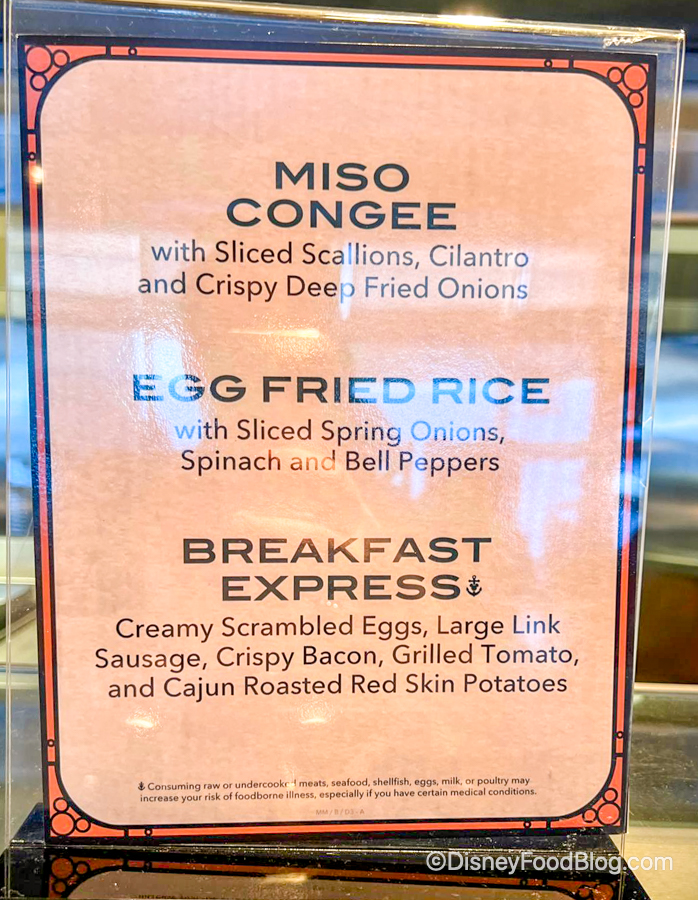 MISO
CONGEE
with Sliced Scallions, Cilantro
and Crispy Deep Fried Onions
EGG FRIED RICE
with Sliced Spring Onions,
Spinach and Bell Peppers
BREAKFAST
EXPRESS⚓
Creamy Scrambled Eggs, Large Link
Sausage, Crispy Bacon, Grilled Tomato,
and Cajun Roasted Red Skin Potatoes
⚓ Consuming raw or undercooked meats, seafood, shellfish, eggs, milk, or poultry may
increase your risk of foodborne illness, especially if you have certain medical conditions.
©DisneyFoodBlog.com